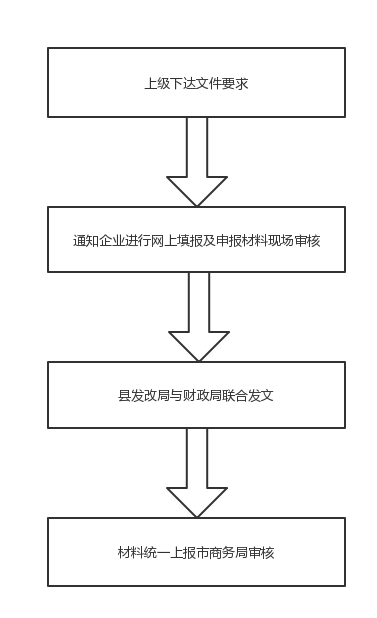 上级下达文件要求
通知企业进行网上填报及申报材料现场审核
县发改局与财政局联合发文
材料统一上报市商务局审核